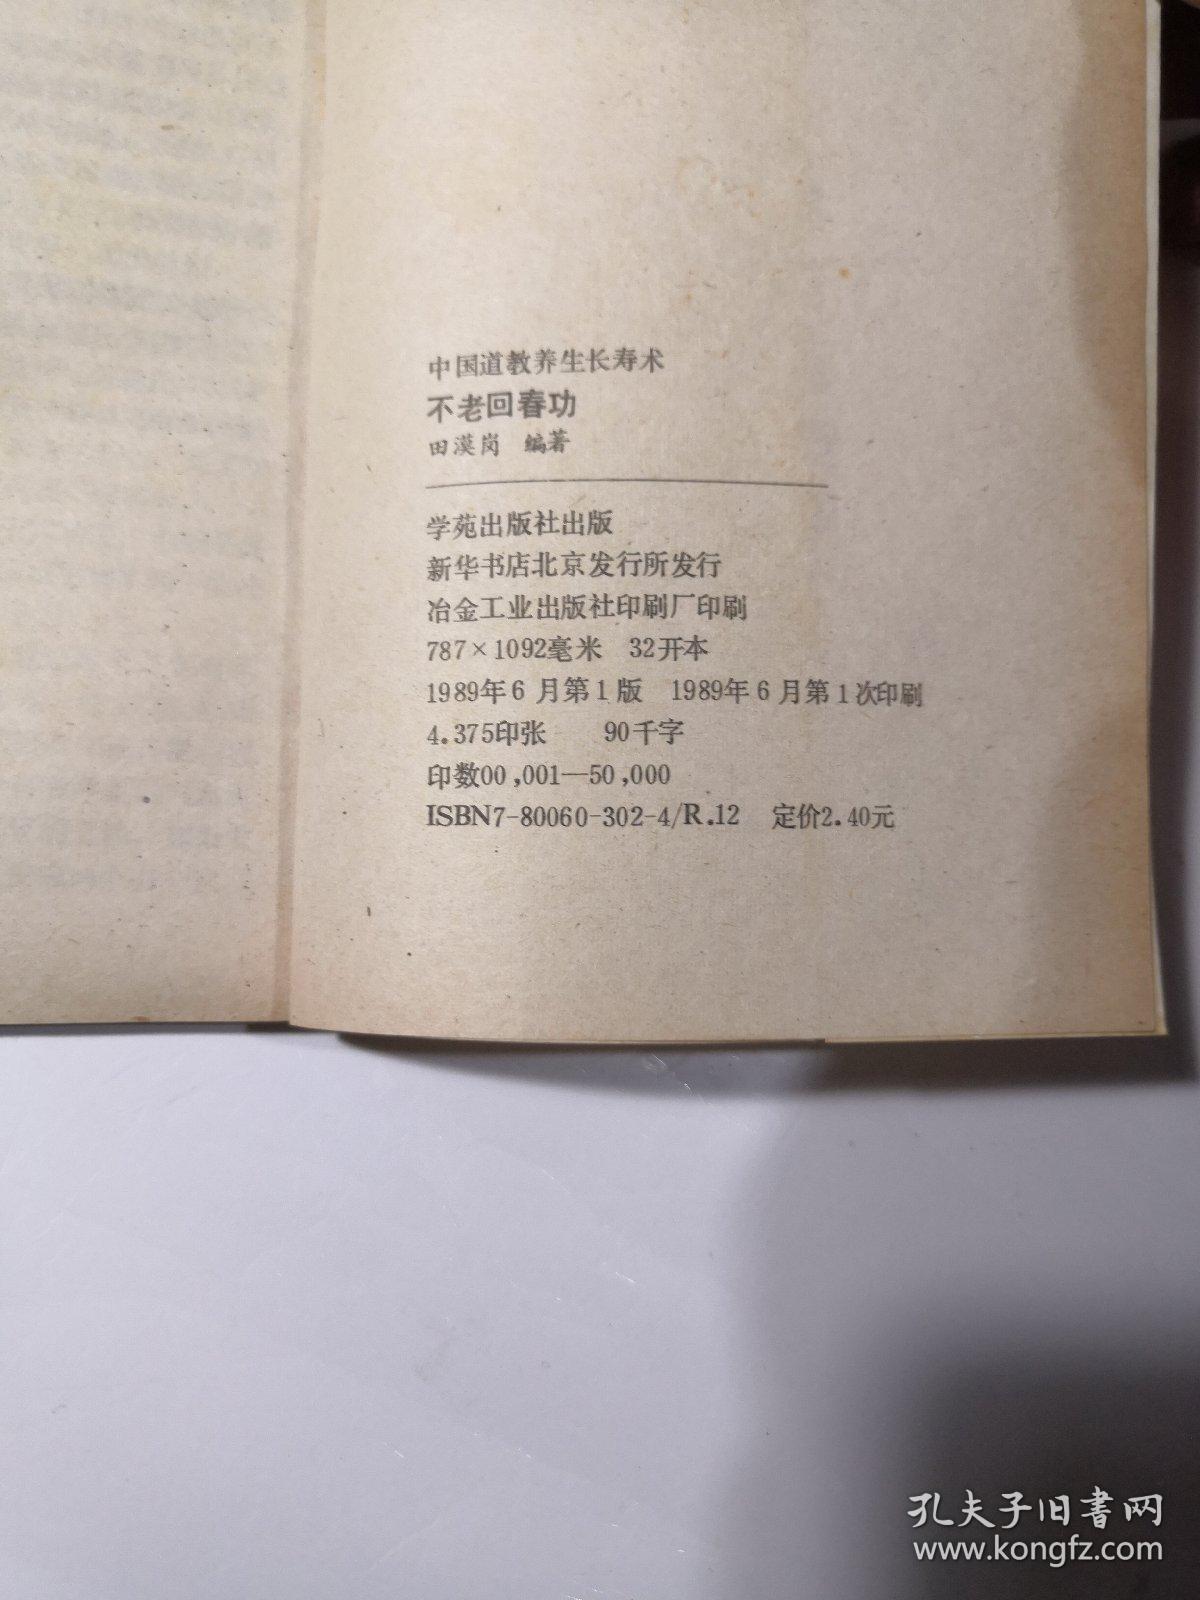 中国道教养生长寿术
不老回春功
田漠岗 编著
学苑出版社出版
新华书店北京发行所发行
冶金工业出版社印刷厂印刷
787×1092毫米 32开本
1989年6月第1版 1989年6月第1次印刷
4.375印张 90千字
印数00,001—50,000
ISBN7-80060-302-4/R.12 定价2.40元
孔夫子旧书网
www.kongfz.com